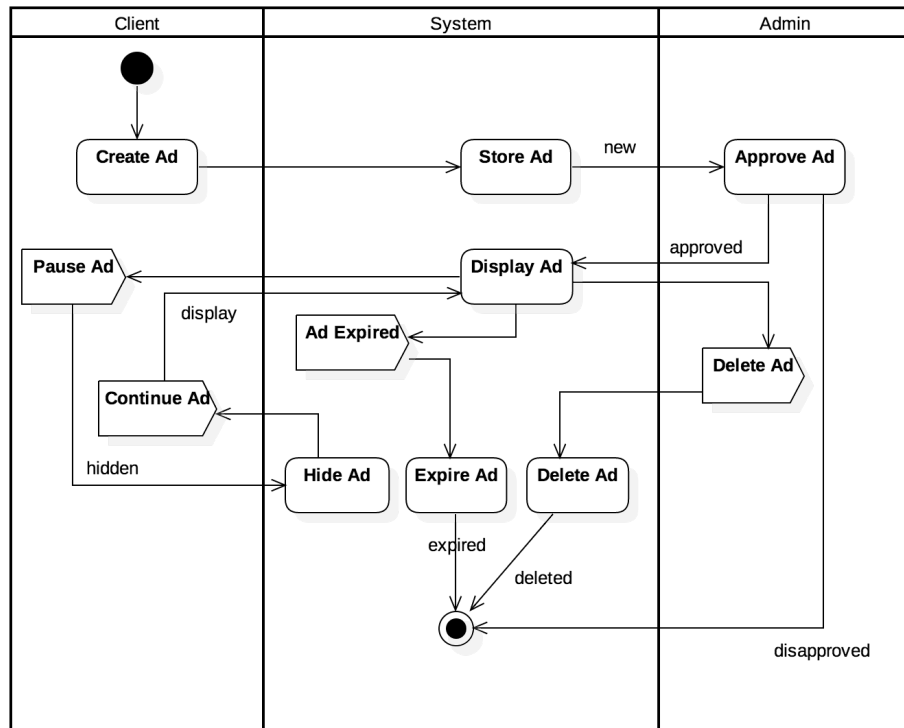 Client
System
Admin
Create Ad
Store Ad
new
Approve Ad
approved
Pause Ad
Display Ad
display
Ad Expired
Delete Ad
Continue Ad
hidden
Hide Ad
Expire Ad
Delete Ad
expired
deleted
disapproved